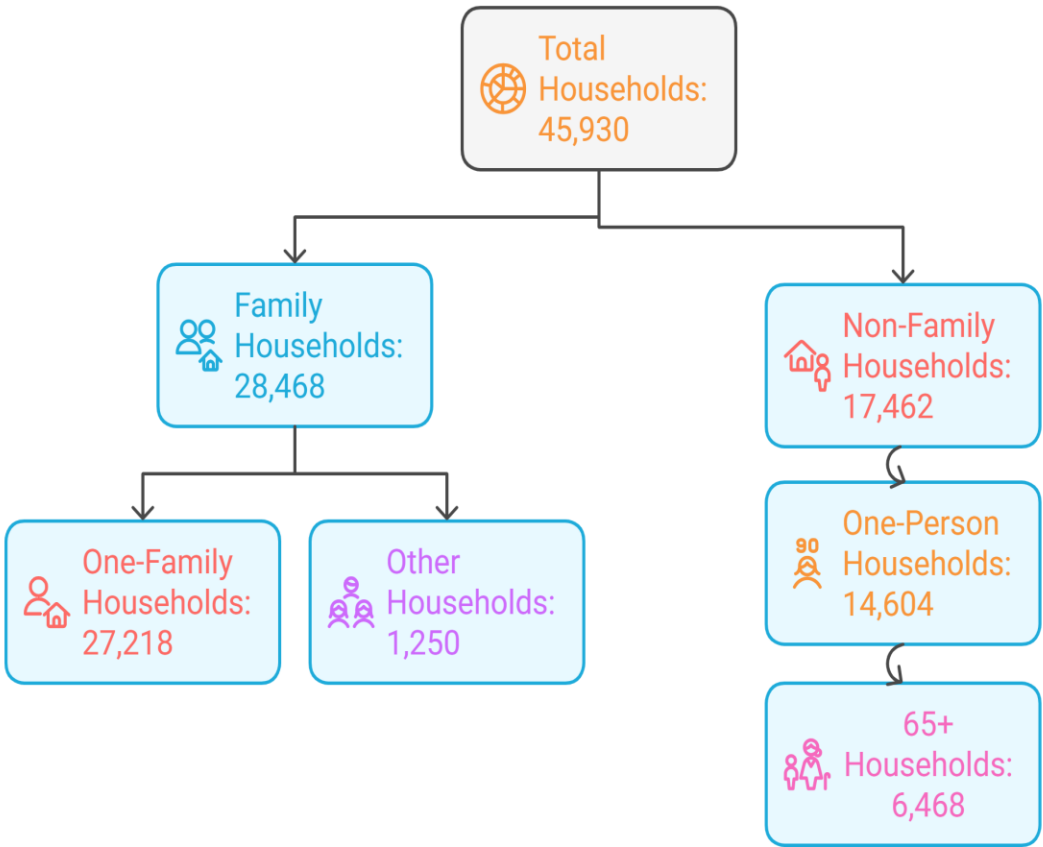 Total
Households:
45,930
Family
Households:
28,468
Non-Family
Households:
17,462
One-Family
Households:
27,218
Other
Households:
1,250
90
One-Person
Households:
14,604
65+
Households:
6,468